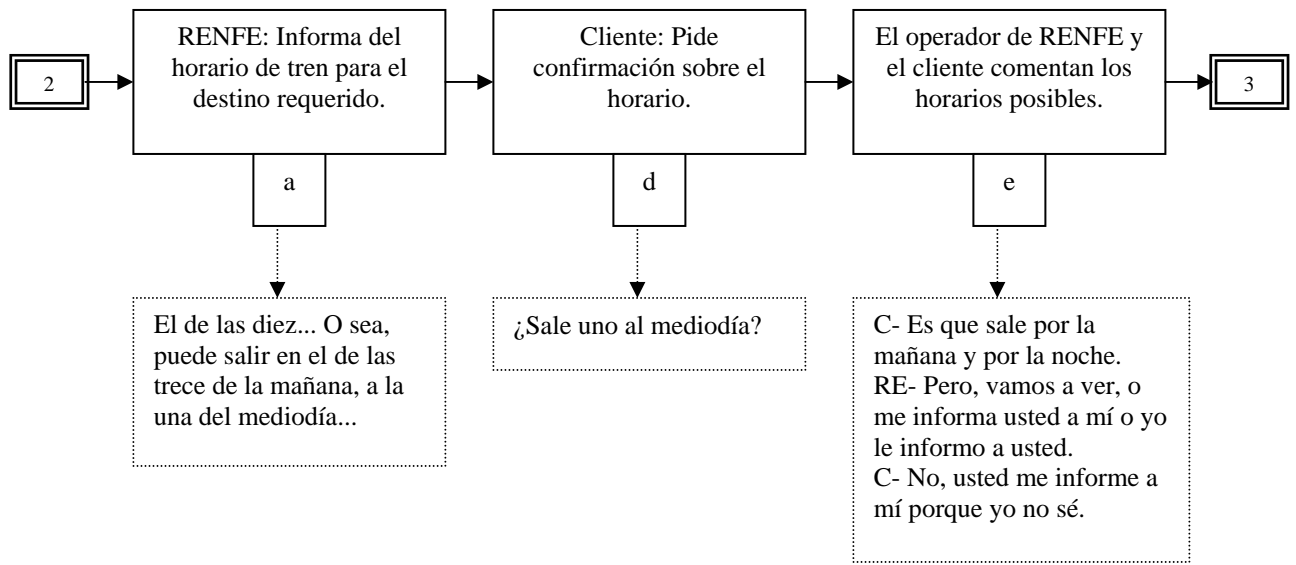 2
RENFE: Informa del
horario de tren para el
destino requerido.
Cliente: Pide
confirmación sobre el
horario.
El operador de RENFE y
el cliente comentan los
horarios posibles.
3
a
d
e
El de las diez... O sea,
puede salir en el de las
trece de la mañana, a la
una del mediodía...
¿Sale uno al mediodía?
C- Es que sale por la
mañana y por la noche.
RE- Pero, vamos a ver, o
me informa usted a mí o yo
le informo a usted.
C- No, usted me informe a
mí porque yo no sé.